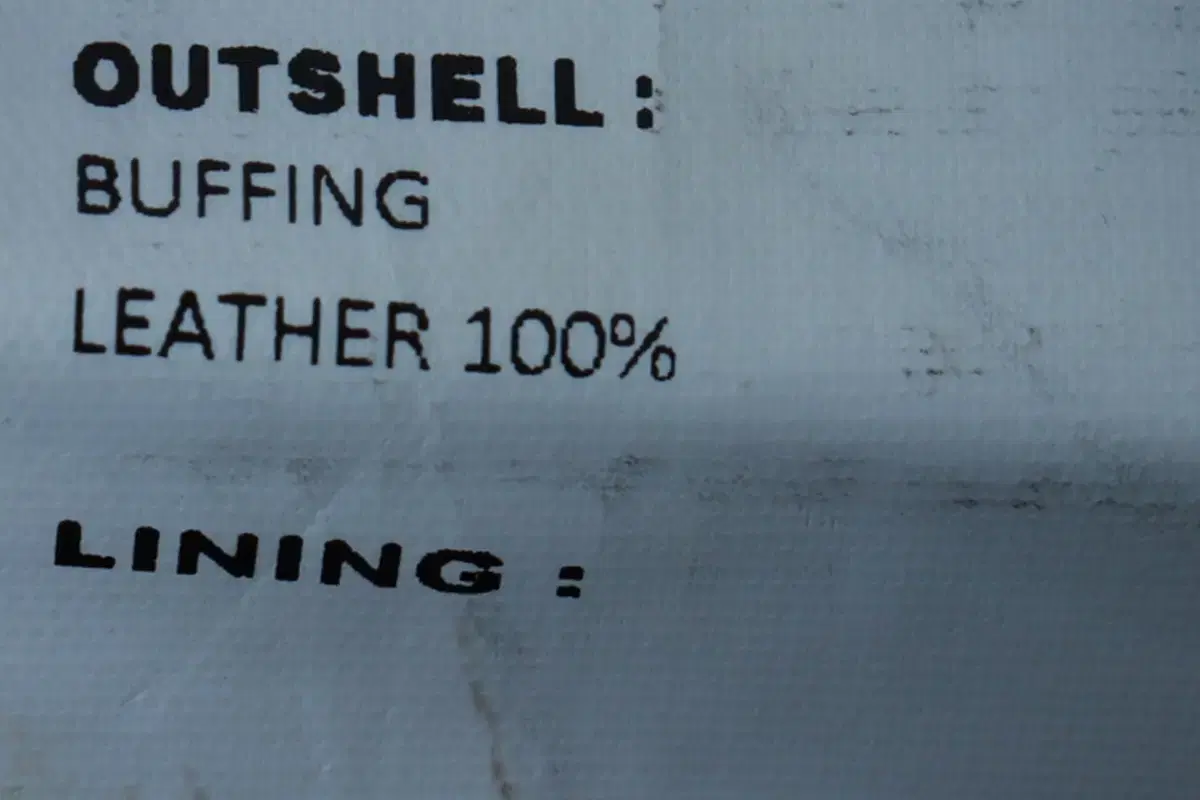 OUTSHELL :
BUFFING
LEATHER 100%
LINING :